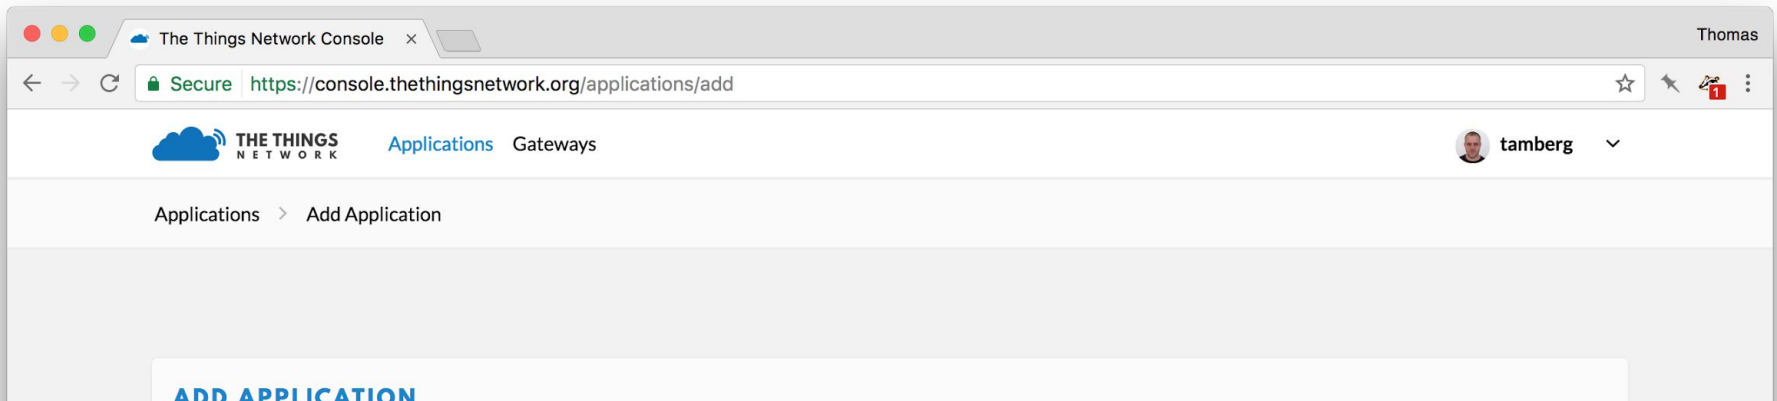 The Things Network Console
Thomas
Secure https://console.thethingsnetwork.org/applications/add
1
THE THINGS
NETWORK
Applications Gateways
tamberg
Applications Add Application
ADD APPLICATION